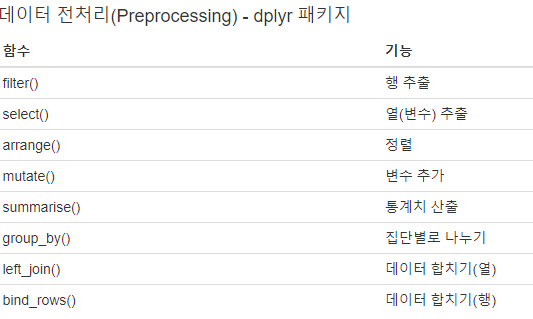 데이터 전처리(Preprocessing) - dplyr 패키지
함수 기능
filter() 행 추출
select() 열(변수) 추출
arrange() 정렬
mutate() 변수 추가
summarise() 통계치 산출
group_by() 집단별로 나누기
left_join() 데이터 합치기(열)
bind_rows() 데이터 합치기(행)